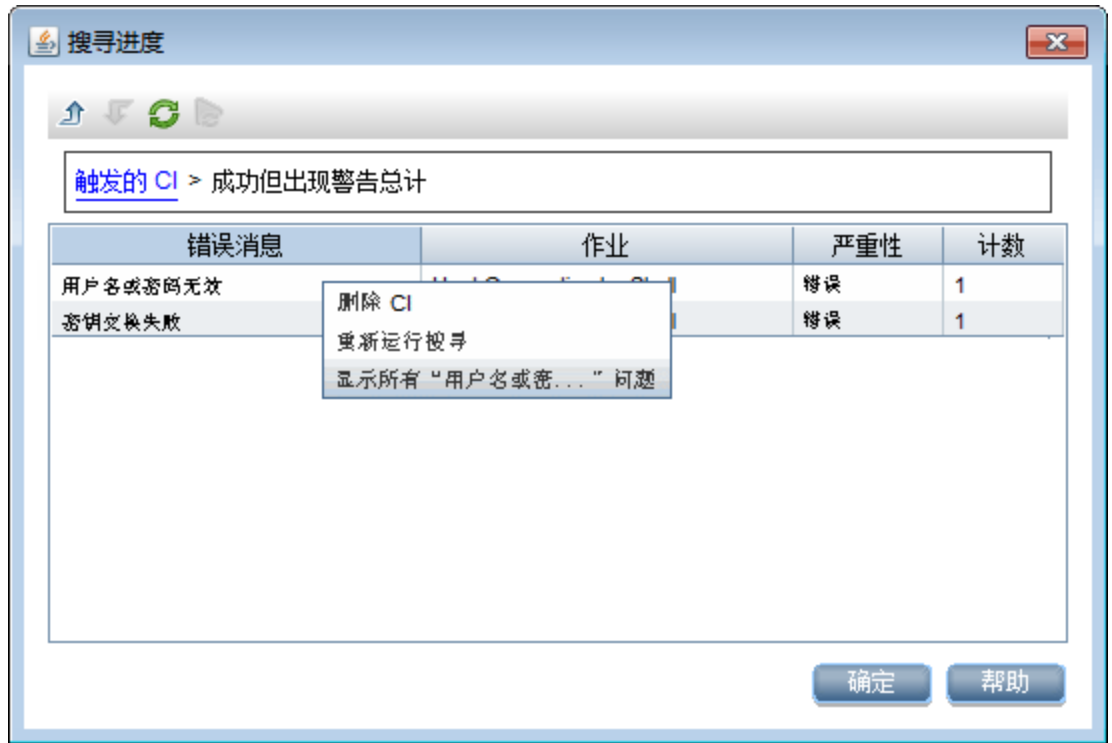 搜寻进度
触发的 CI > 成功但出现警告总计
错误消息 作业 严重性 计数
用户名或密码无效 错误 1
密钥交换失败 错误 1
删除 CI
重新运行搜寻
显示所有“用户名或密...”问题
确定 帮助